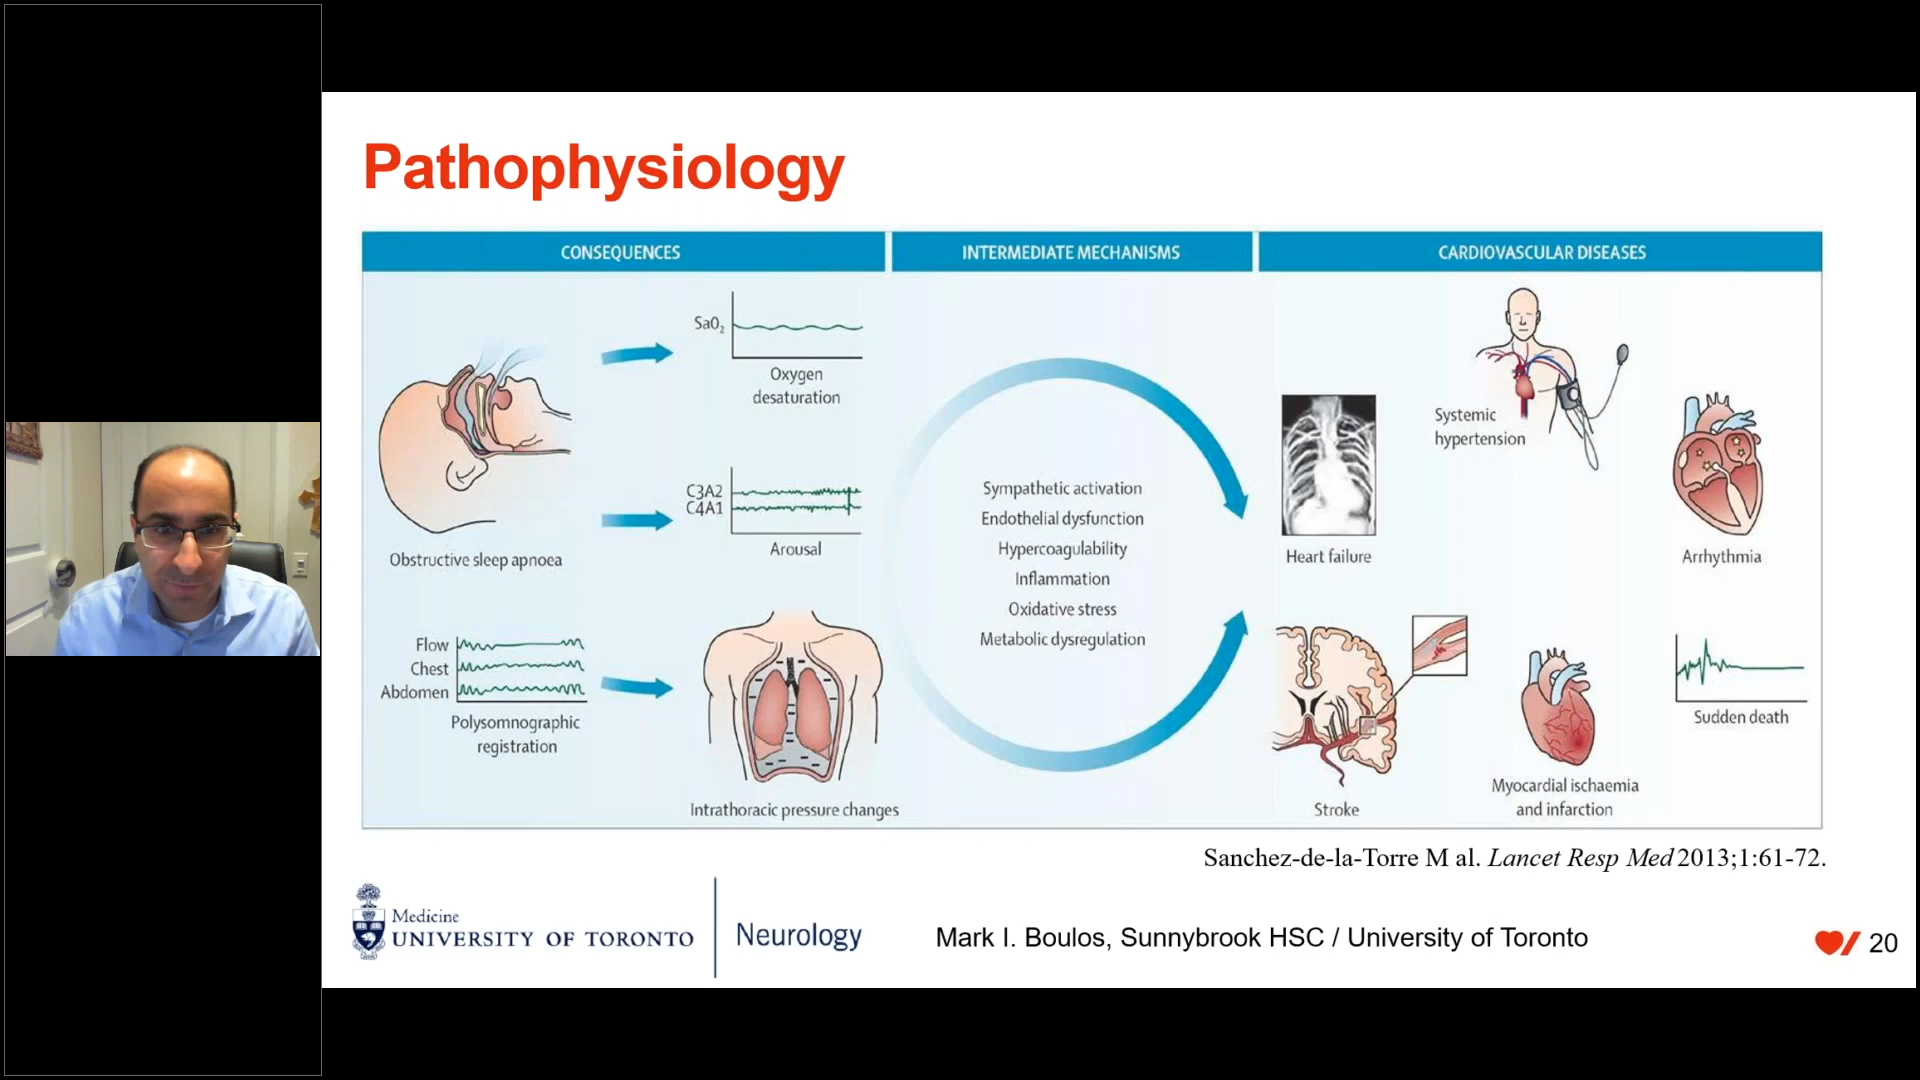 Pathophysiology
CONSEQUENCES
INTERMEDIATE MECHANISMS
CARDIOVASCULAR DISEASES
SaO2
Oxygen
desaturation
C3A2
C4A1
Arousal
Obstructive sleep apnoea
Flow
Chest
Abdomen
Polysomnographic
registration
Intrathoracic pressure changes
Sympathetic activation
Endothelial dysfunction
Hypercoagulability
Inflammation
Oxidative stress
Metabolic dysregulation
Systemic
hypertension
Heart failure
Arrhythmia
Stroke
Myocardial ischaemia
and infarction
Sudden death
Sanchez-de-la-Torre M al. Lancet Resp Med 2013;1:61-72.
Medicine
UNIVERSITY OF TORONTO
Neurology
Mark I. Boulos, Sunnybrook HSC / University of Toronto
20